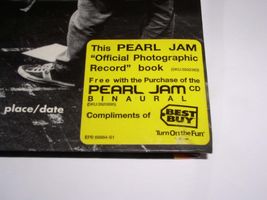 This PEARL JAM
"Official Photographic
Record" book
Free with the Purchase of the
PEARL JAM CD
BINAURAL
Compliments of
BEST
BUY
Turn On the Fun
place/date